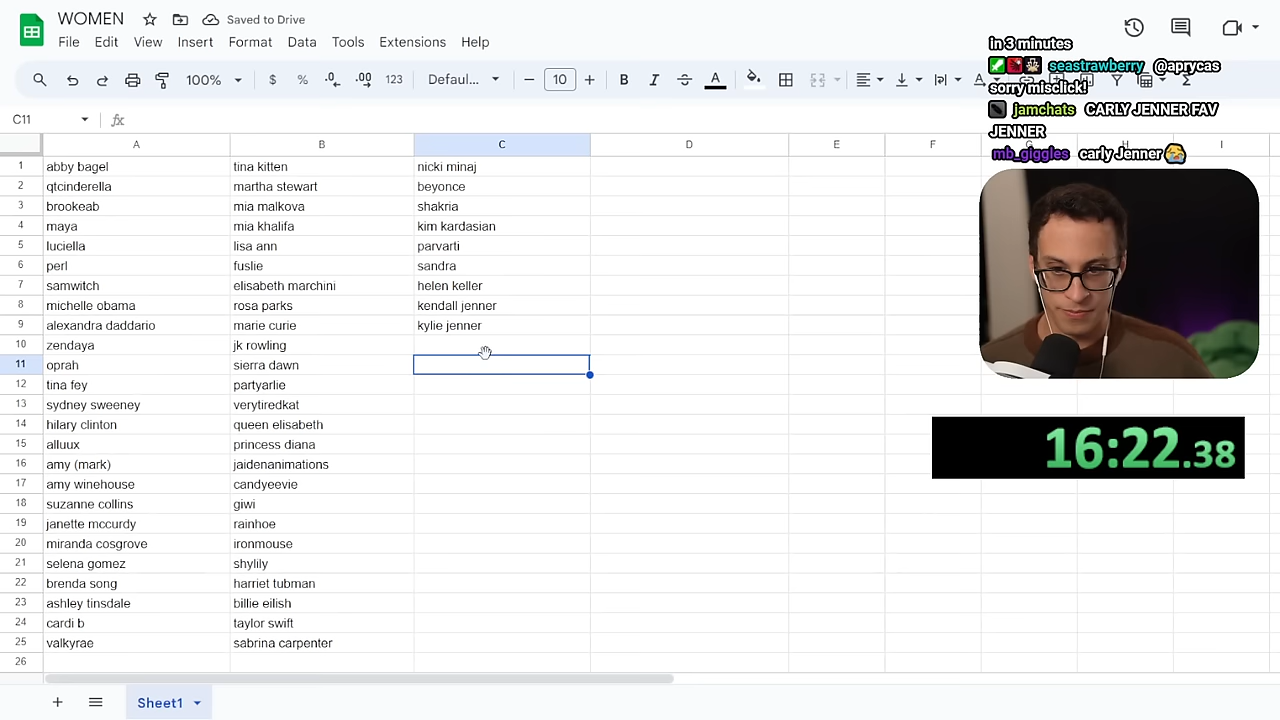 WOMEN
Saved to Drive
File Edit View Insert Format Data Tools Extensions Help
100% $ % .0 .00 123 Defaul... 10 B I A
C11 fx
A B C D E F G H I
1 abby bagel tina kitten nicki minaj
2 qtcinderella martha stewart beyonce
3 brookeab mia malkova shakria
4 maya mia khalifa kim kardasian
5 luciella lisa ann parvarti
6 perl fuslie sandra
7 samwitch elisabeth marchini helen keller
8 michelle obama rosa parks kendall jenner
9 alexandra daddario marie curie kylie jenner
10 zendaya jk rowling
11 oprah sierra dawn
12 tina fey partyarlie
13 sydney sweeney verytiredkat
14 hilary clinton queen elisabeth
15 alluux princess diana
16 amy (mark) jaidenanimations
17 amy winehouse candyeevie
18 suzanne collins giwi
19 janette mccurdy rainhoe
20 miranda cosgrove ironmouse
21 selena gomez shylily
22 brenda song harriet tubman
23 ashley tinsdale billie eilish
24 cardi b taylor swift
25 valkyrae sabrina carpenter
26
Sheet1
in 3 minutes
seastrawberry @aprycas
sorry misclick!
jamchats CARLY JENNER FAV
JENNER
mb_giggles carly Jenner
16:22.38